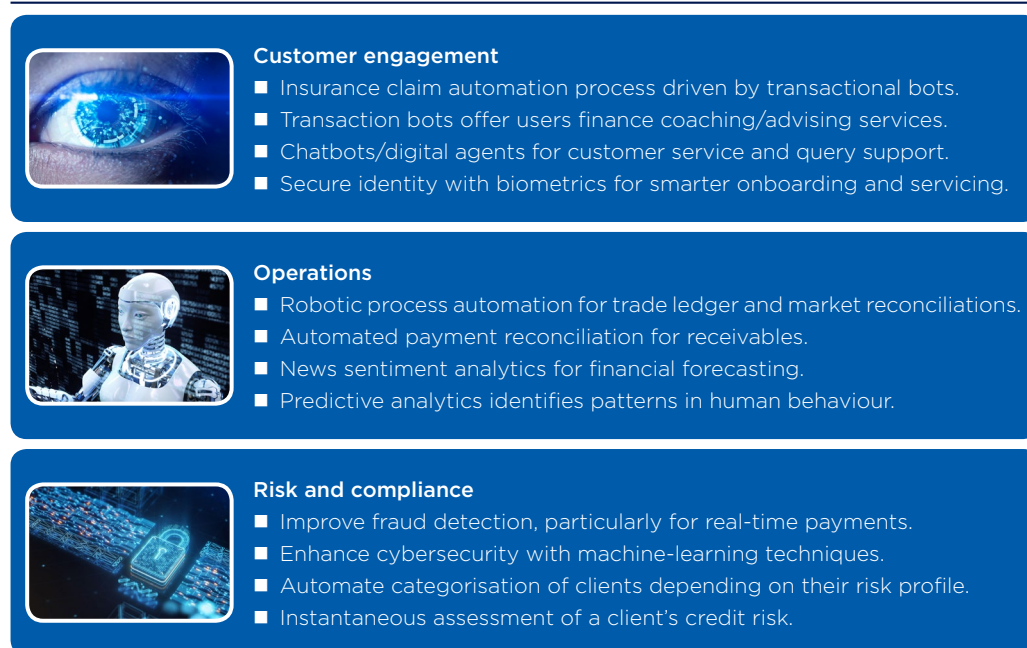 Customer engagement
■ Insurance claim automation process driven by transactional bots.
■ Transaction bots offer users finance coaching/advising services.
■ Chatbots/digital agents for customer service and query support.
■ Secure identity with biometrics for smarter onboarding and servicing.
Operations
■ Robotic process automation for trade ledger and market reconciliations.
■ Automated payment reconciliation for receivables.
■ News sentiment analytics for financial forecasting.
■ Predictive analytics identifies patterns in human behaviour.
Risk and compliance
■ Improve fraud detection, particularly for real-time payments.
■ Enhance cybersecurity with machine-learning techniques.
■ Automate categorisation of clients depending on their risk profile.
■ Instantaneous assessment of a client’s credit risk.